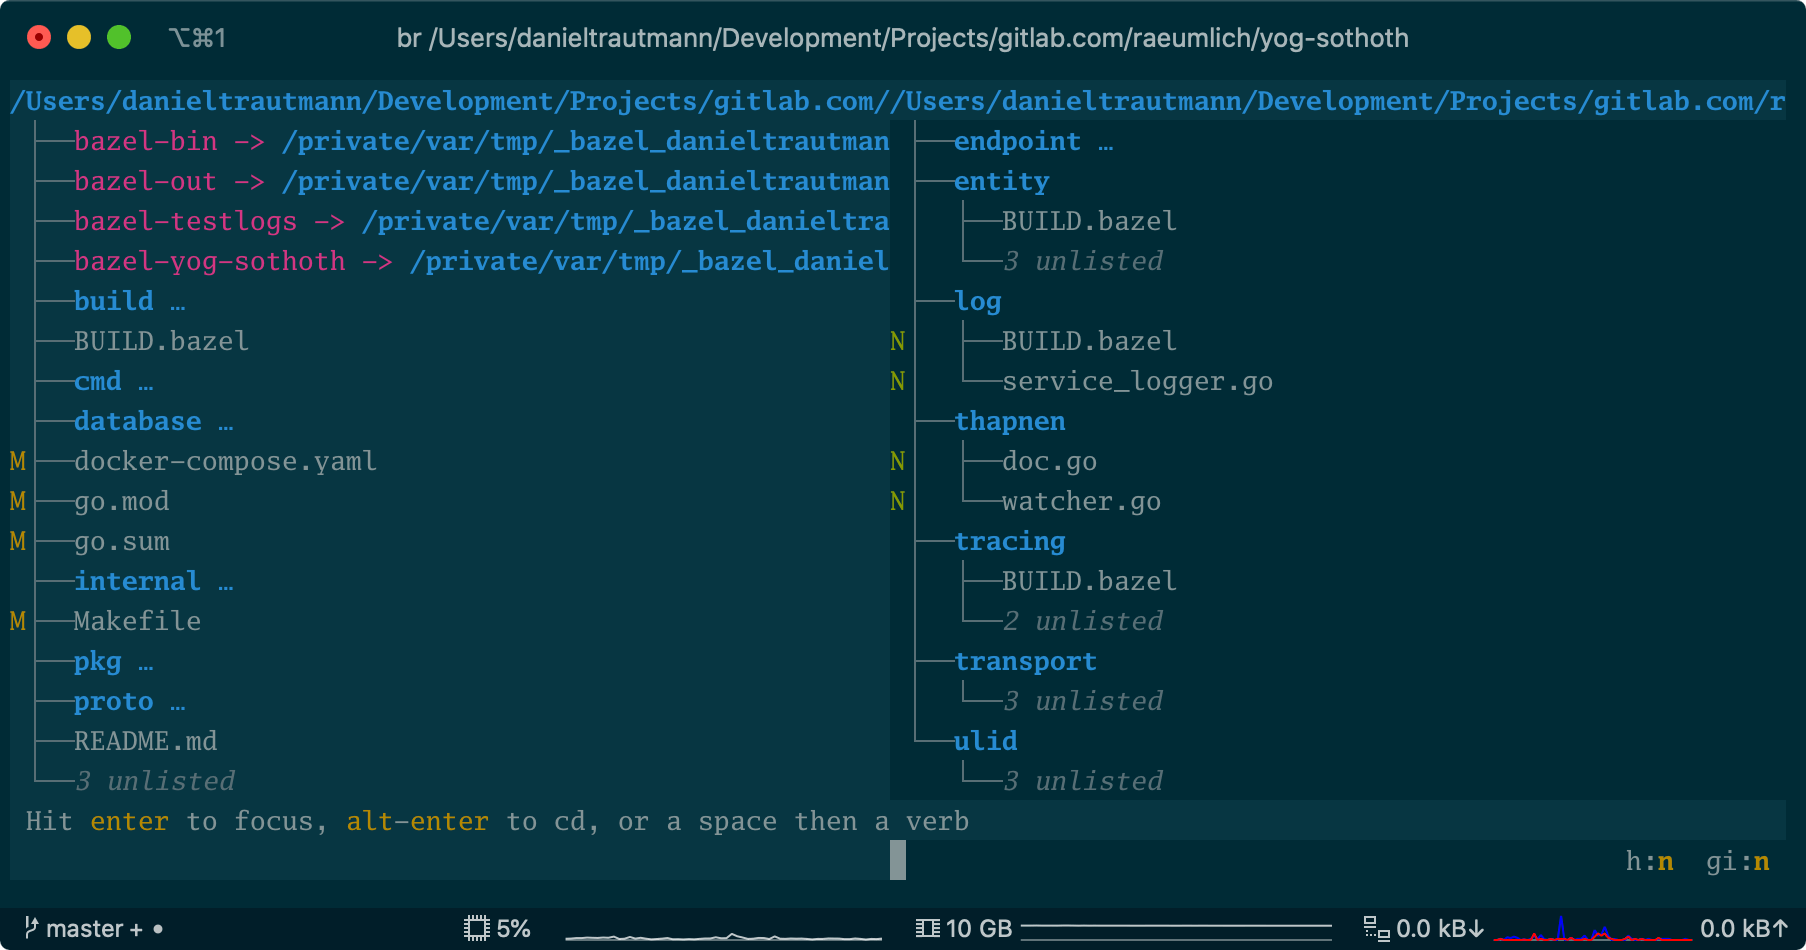 ⌥⌘1 br /Users/danieltrautmann/Development/Projects/gitlab.com/raeumlich/yog-sothoth
/Users/danieltrautmann/Development/Projects/gitlab.com/
bazel-bin -> /private/var/tmp/_bazel_danieltrautman
bazel-out -> /private/var/tmp/_bazel_danieltrautman
bazel-testlogs -> /private/var/tmp/_bazel_danieltra
bazel-yog-sothoth -> /private/var/tmp/_bazel_daniel
build …
BUILD.bazel
cmd …
database …
M docker-compose.yaml
M go.mod
M go.sum
internal …
M Makefile
pkg …
proto …
README.md
3 unlisted
/Users/danieltrautmann/Development/Projects/gitlab.com/r
endpoint …
entity
BUILD.bazel
3 unlisted
log
N BUILD.bazel
N service_logger.go
thapnen
N doc.go
N watcher.go
tracing
BUILD.bazel
2 unlisted
transport
3 unlisted
ulid
3 unlisted
Hit enter to focus, alt-enter to cd, or a space then a verb
h:n gi:n
master + • 5% 10 GB 0.0 kB↓ 0.0 kB↑